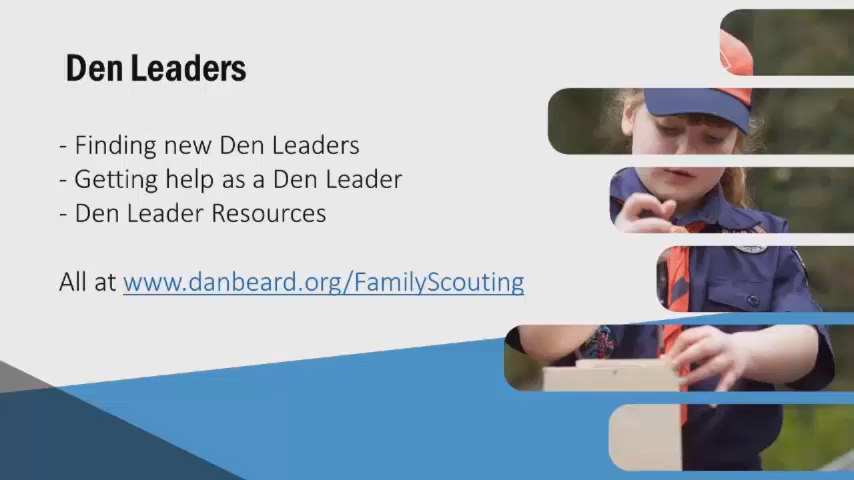 Den Leaders
- Finding new Den Leaders
- Getting help as a Den Leader
- Den Leader Resources
All at www.danbeard.org/FamilyScouting